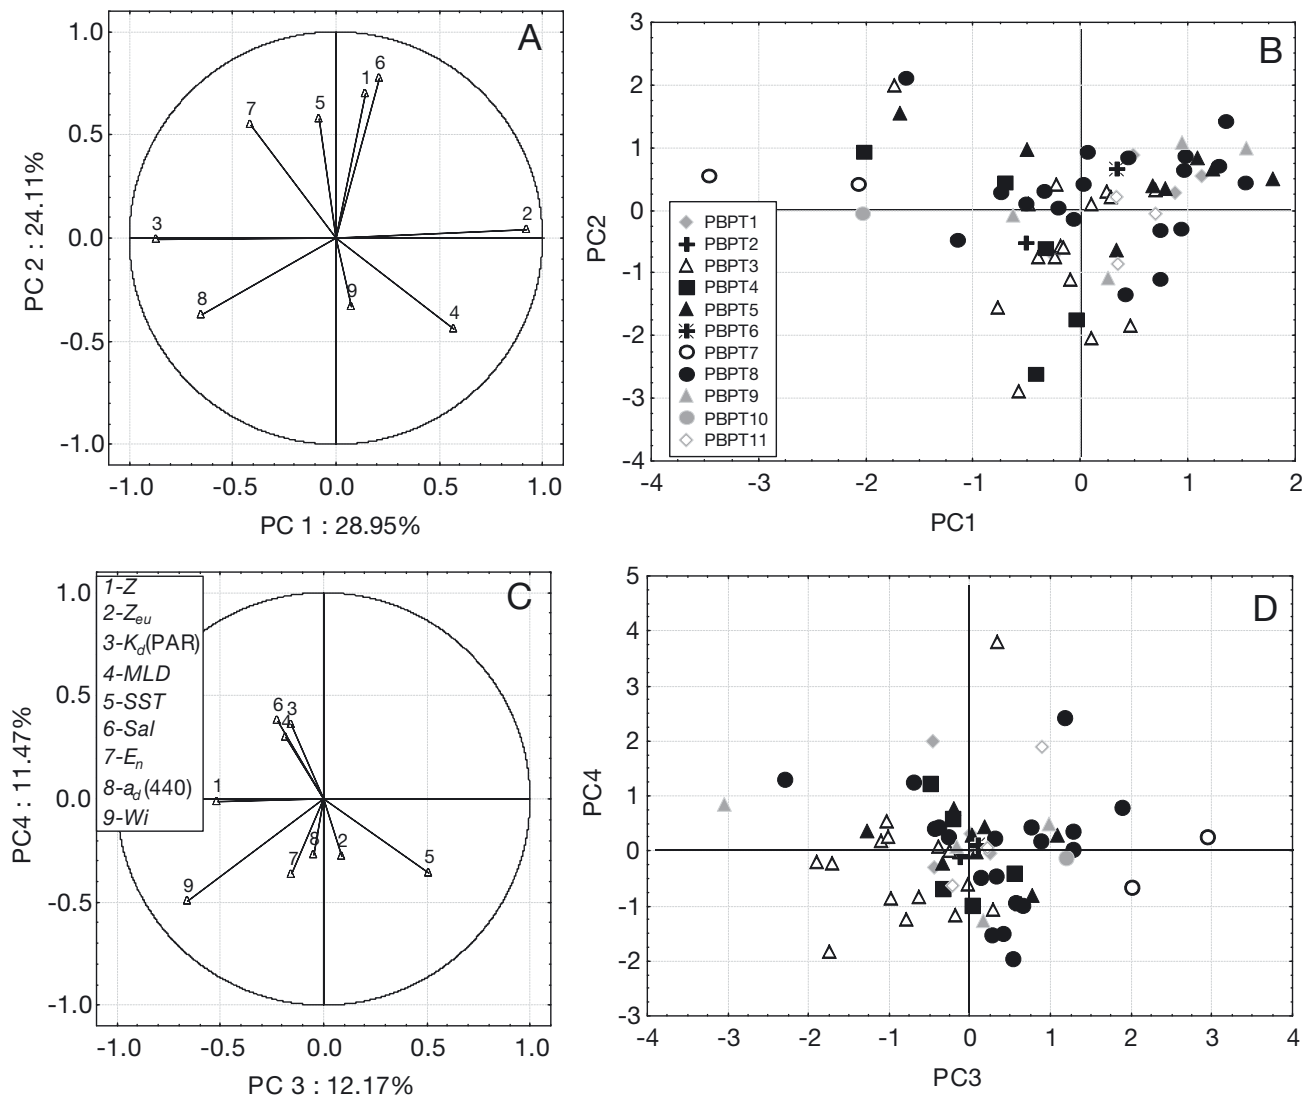 A
1.0
0.5
0.0
-0.5
-1.0
PC 2 : 24.11%
1
2
3
4
5
6
7
8
9
-1.0
-0.5
0.0
0.5
1.0
PC 1 : 28.95%
B
3
2
1
0
-1
-2
-3
-4
PC2
PBPT1
PBPT2
PBPT3
PBPT4
PBPT5
PBPT6
PBPT7
PBPT8
PBPT9
PBPT10
PBPT11
-4
-3
-2
-1
0
1
2
PC1
C
1.0
0.5
0.0
-0.5
-1.0
PC4 : 11.47%
1-Z
2-Zeu
3-Kd(PAR)
4-MLD
5-SST
6-Sal
7-En
8-ad(440)
9-Wi
6
3
4
1
8
2
7
5
9
-1.0
-0.5
0.0
0.5
1.0
PC 3 : 12.17%
D
5
4
3
2
1
0
-1
-2
-3
PC4
-4
-3
-2
-1
0
1
2
3
4
PC3